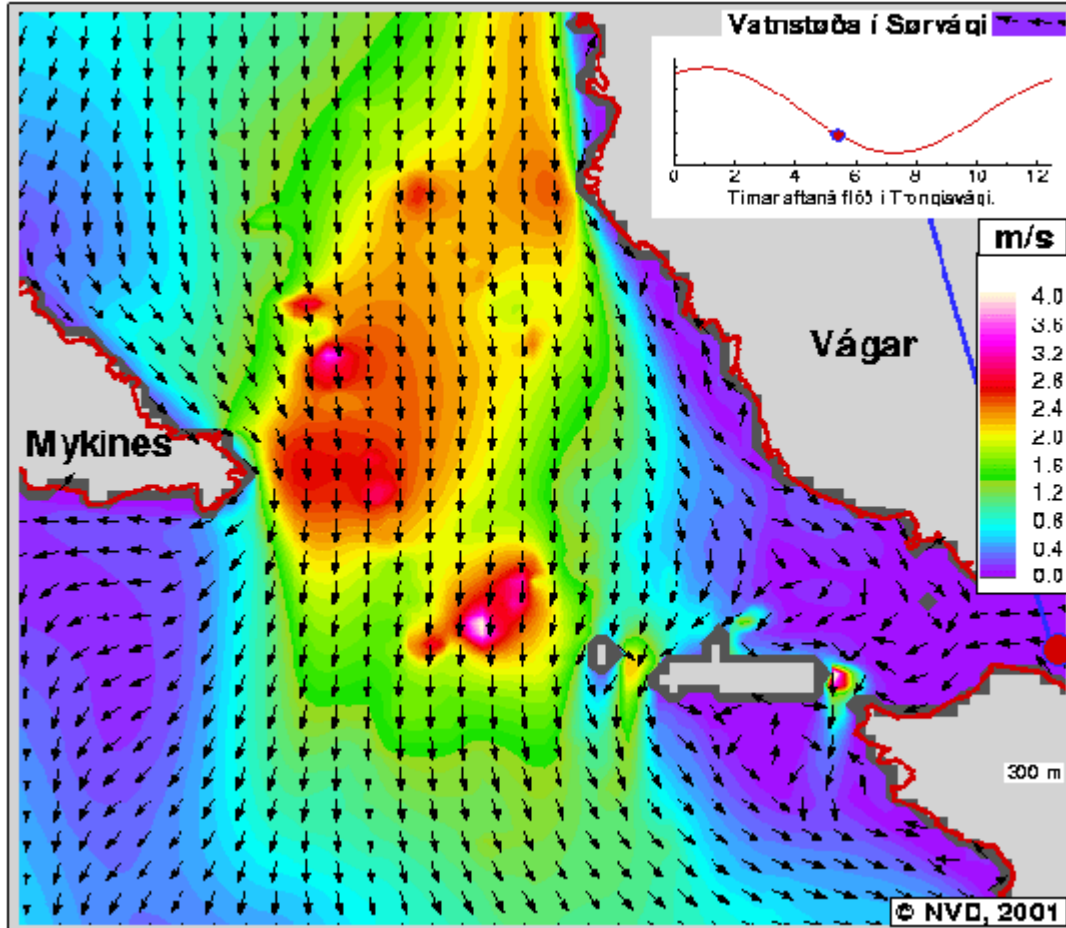 Vatnstøða í Sørvági
0 2 4 6 8 10 12
Tímar aftaná flóð í Trongisvági.
m/s
4.0
3.6
3.2
2.8
2.4
2.0
1.6
1.2
0.8
0.4
0.0
Vágar
Mykines
300 m
© NVD, 2001